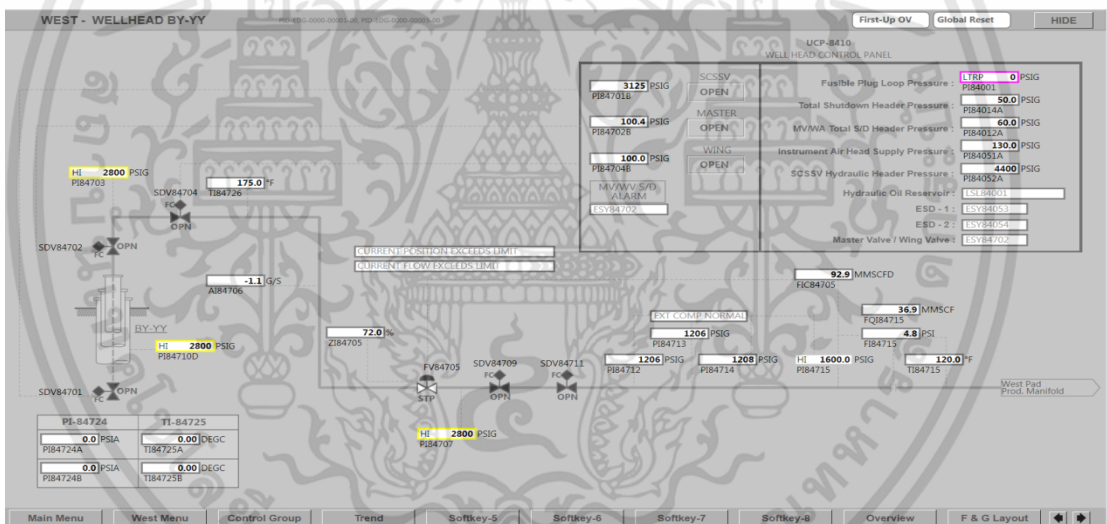 WEST - WELLHEAD BY-YY
First-Up OV
Global Reset
HIDE
UCP-8410
WELL HEAD CONTROL PANEL
3125 PSIG
PI84701B
SCSSV
OPEN
100.4 PSIG
PI84702B
MASTER
OPEN
100.0 PSIG
PI84704B
WING
OPEN
MV/WV S/D
ALARM
ESY84702
Fusible Plug Loop Pressure : LTRP 0 PSIG
PI84001
Total Shutdown Header Pressure : 50.0 PSIG
PI84014A
MV/WA Total S/D Header Pressure : 60.0 PSIG
PI84012A
Instrument Air Head Supply Pressure : 130.0 PSIG
PI84051A
SCSSV Hydraulic Header Pressure : 4400 PSIG
PI84052A
Hydraulic Oil Reservoir : LSL84001
ESD - 1 : ESY84053
ESD - 2 : ESY84054
Master Valve / Wing Valve : ESY84702
HI 2800 PSIG
PI84703
SDV84704
FC
OPN
175.0 °F
TI84726
SDV84702
OPN
FC
CURRENT POSITION EXCEEDS LIMIT
CURRENT FLOW EXCEEDS LIMIT
-1.1 G/S
AI84706
92.9 MMSCFD
FIC84705
BY-YY
HI 2800 PSIG
PI84710D
72.0 %
ZI84705
EXT COMP NORMAL
1206 PSIG
PI84713
36.9 MMSCF
FQI84715
4.8 PSI
FI84715
FV84705
STP
SDV84709
FC
OPN
SDV84711
FC
OPN
1206 PSIG
PI84712
1208 PSIG
PI84714
HI 1600.0 PSIG
PI84715
120.0 °F
TI84715
SDV84701
OPN
FC
West Pad
Prod. Manifold
HI 2800 PSIG
PI84707
PI-84724 TI-84725
0.0 PSIA 0.00 DEGC
PI84724A TI84725A
0.0 PSIA 0.00 DEGC
PI84724B TI84725B
Main Menu West Menu Control Group Trend Softkey-5 Softkey-6 Softkey-7 Softkey-8 Overview F & G Layout